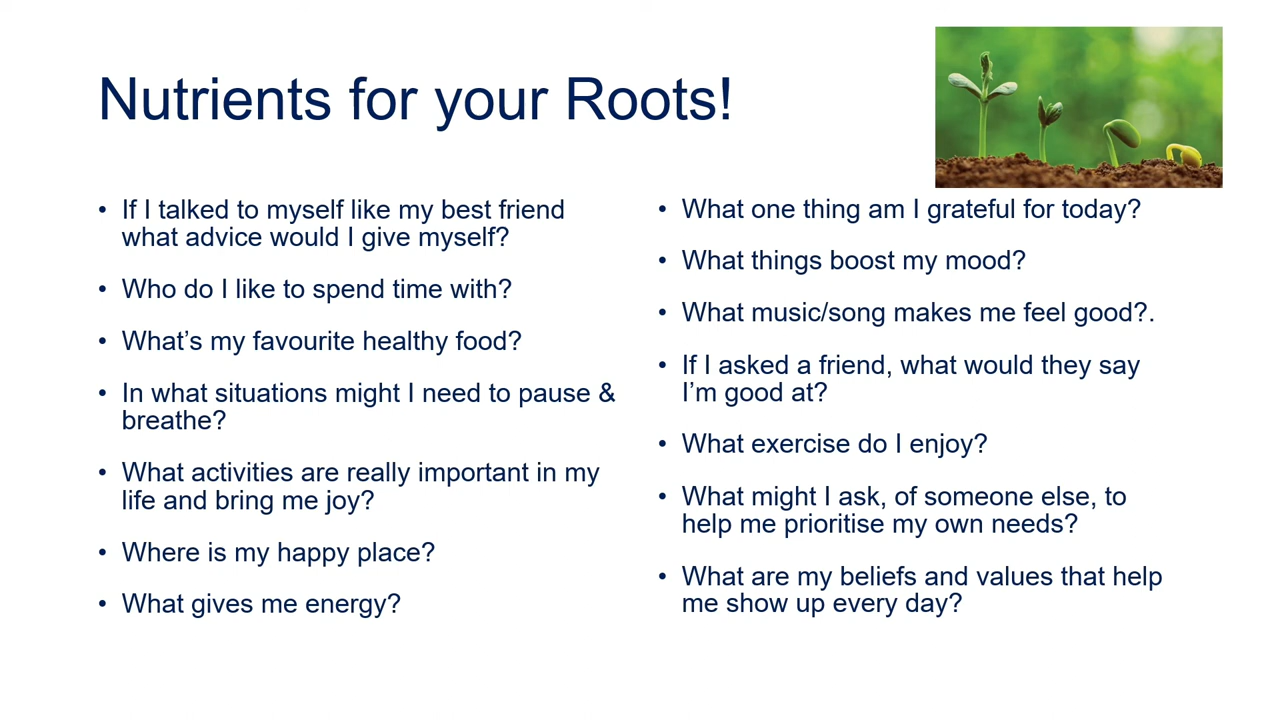 Nutrients for your Roots!
• If I talked to myself like my best friend
what advice would I give myself?
• Who do I like to spend time with?
• What’s my favourite healthy food?
• In what situations might I need to pause &
breathe?
• What activities are really important in my
life and bring me joy?
• Where is my happy place?
• What gives me energy?
• What one thing am I grateful for today?
• What things boost my mood?
• What music/song makes me feel good?.
• If I asked a friend, what would they say
I’m good at?
• What exercise do I enjoy?
• What might I ask, of someone else, to
help me prioritise my own needs?
• What are my beliefs and values that help
me show up every day?